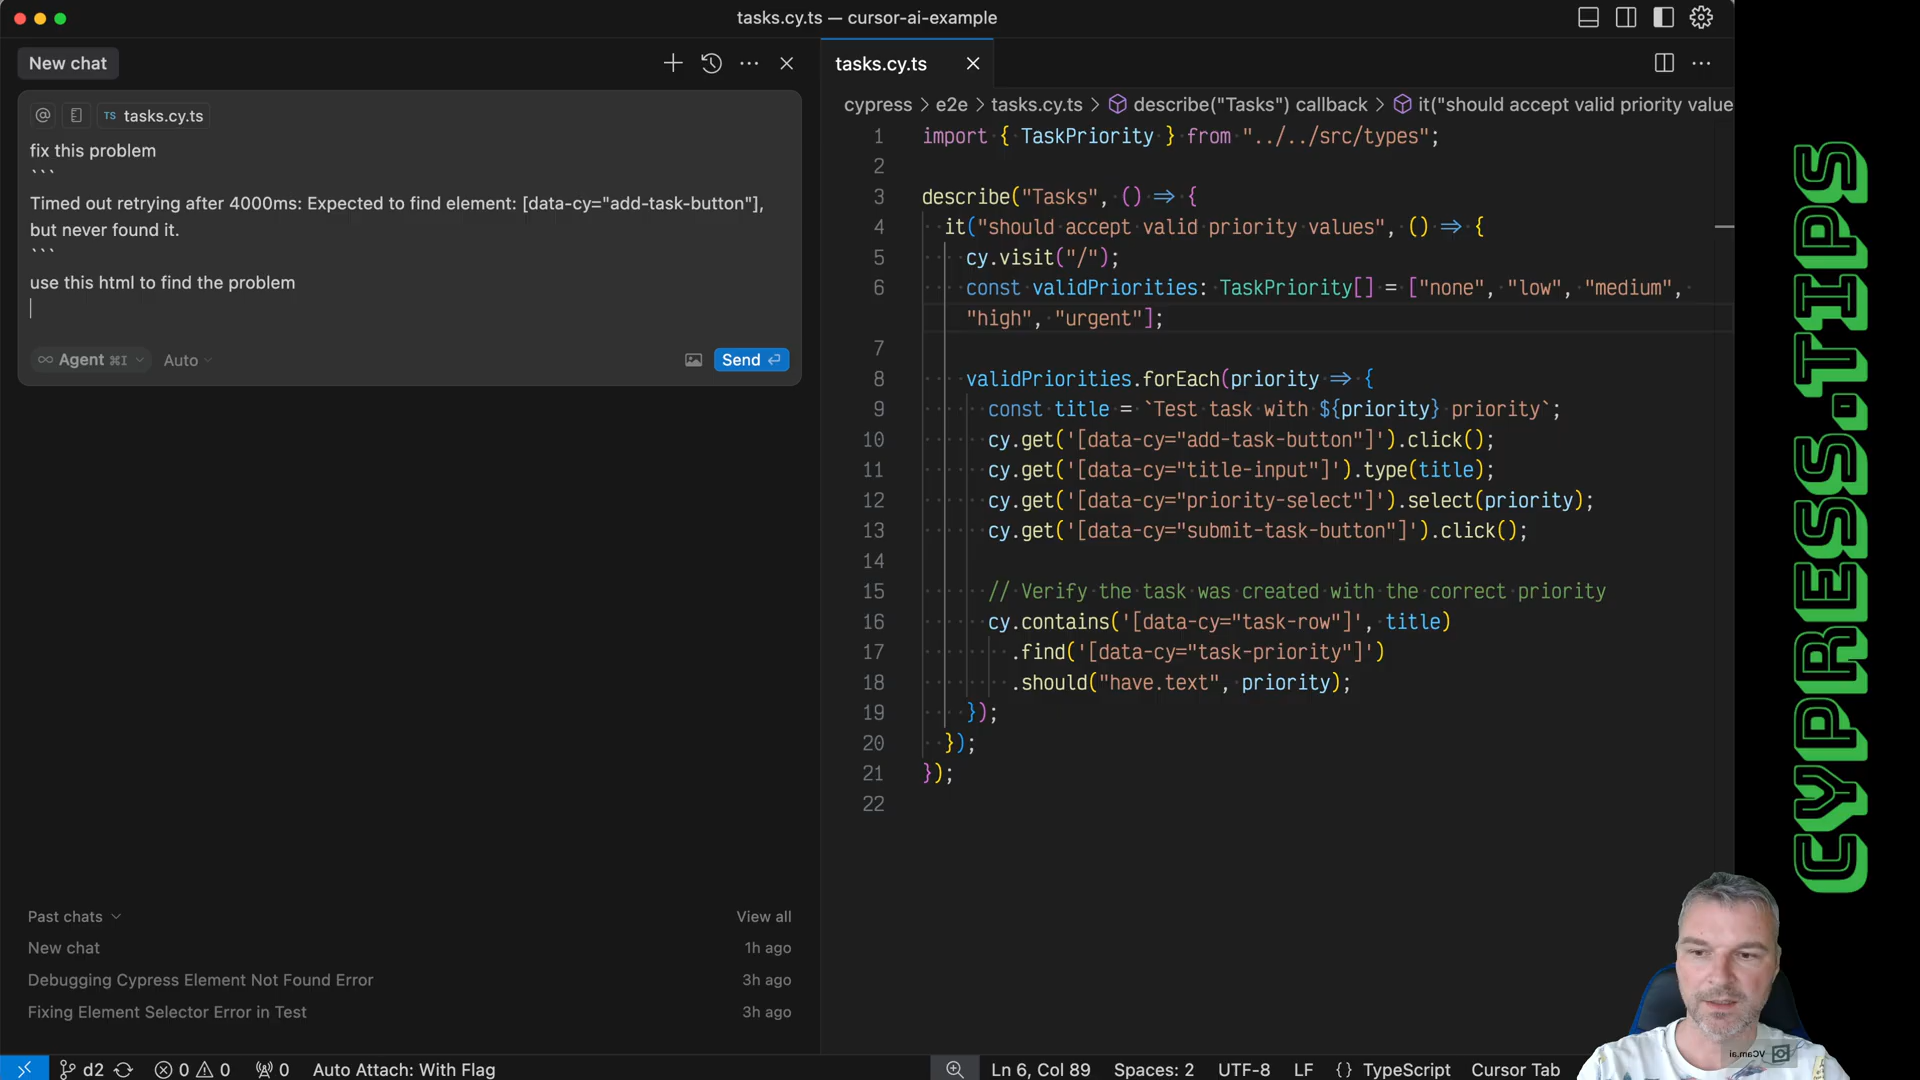 tasks.cy.ts — cursor-ai-example
New chat
@ TS tasks.cy.ts
fix this problem
```
Timed out retrying after 4000ms: Expected to find element: [data-cy="add-task-button"],
but never found it.
```
use this html to find the problem
∞ Agent ⌘I Auto
Send ⏎
Past chats
View all
New chat 1h ago
Debugging Cypress Element Not Found Error 3h ago
Fixing Element Selector Error in Test 3h ago
tasks.cy.ts
cypress > e2e > tasks.cy.ts > describe("Tasks") callback > it("should accept valid priority value
1 import { TaskPriority } from "../../src/types";
2
3 describe("Tasks", () => {
4 it("should accept valid priority values", () => {
5 cy.visit("/");
6 const validPriorities: TaskPriority[] = ["none", "low", "medium",
"high", "urgent"];
7
8 validPriorities.forEach(priority => {
9 const title = `Test task with ${priority} priority`;
10 cy.get('[data-cy="add-task-button"]').click();
11 cy.get('[data-cy="title-input"]').type(title);
12 cy.get('[data-cy="priority-select"]').select(priority);
13 cy.get('[data-cy="submit-task-button"]').click();
14
15 // Verify the task was created with the correct priority
16 cy.contains('[data-cy="task-row"]', title)
17 .find('[data-cy="task-priority"]')
18 .should("have.text", priority);
19 });
20 });
21 });
22
CYPRESS.TIPS
VCam.ai
d2 0 0 0 Auto Attach: With Flag
Ln 6, Col 89 Spaces: 2 UTF-8 LF {} TypeScript Cursor Tab